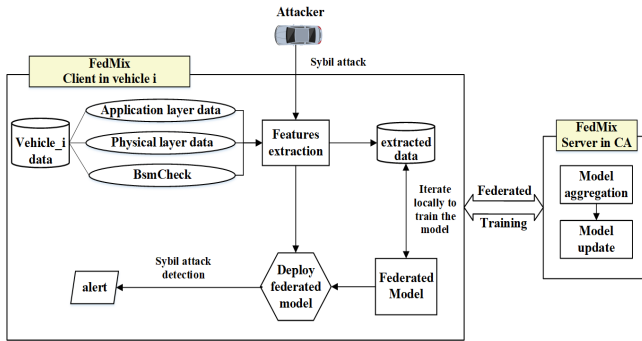 Attacker
Sybil attack
FedMix
Client in vehicle i
Vehicle_i
data
Application layer data
Physical layer data
BsmCheck
Features
extraction
extracted
data
Iterate
locally to
train the
model
Federated
Training
FedMix
Server in CA
Model
aggregation
Model
update
Sybil attack
detection
alert
Deploy
federated
model
Federated
Model